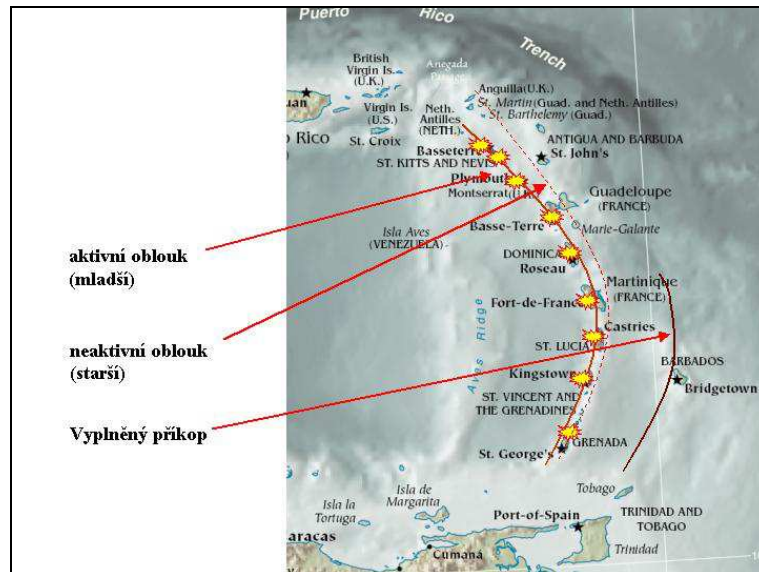 Puerto Rico Trench
British
Virgin Is.
(U.K.)
Anegada
Anguilla (U.K.)
St. Martin (Guad. and Neth. Antilles)
St. Barthelemy (Guad.)
uan
Virgin Is.
(U.S.)
Neth.
Antilles
(NETH.)
o Rico
St. Croix
ANTIGUA AND BARBUDA
St. John's
Basseterre
ST. KITTS AND NEVIS
Plymouth
Montserrat
Guadeloupe
(FRANCE)
Basse-Terre
Marie-Galante
Isla Aves
(VENEZUELA)
aktivní oblouk
(mladší)
DOMINICA
Roseau
Martinique
(FRANCE)
Fort-de-France
Aves Ridge
Castries
ST. LUCIA
neaktivní oblouk
(starší)
BARBADOS
Kingstown
Bridgetown
ST. VINCENT AND
THE GRENADINES
Vyplněný příkop
GRENADA
St. George's
Tobago
Isla la
Tortuga
Isla de
Margarita
Port-of-Spain
TRINIDAD AND
TOBAGO
aracas
Cumaná
Trinidad